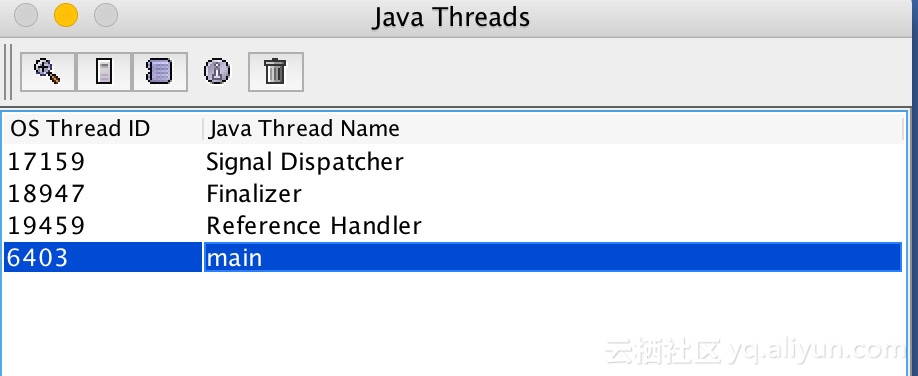 Java Threads
OS Thread ID Java Thread Name
17159 Signal Dispatcher
18947 Finalizer
19459 Reference Handler
6403 main
云栖社区 yq.aliyun.com